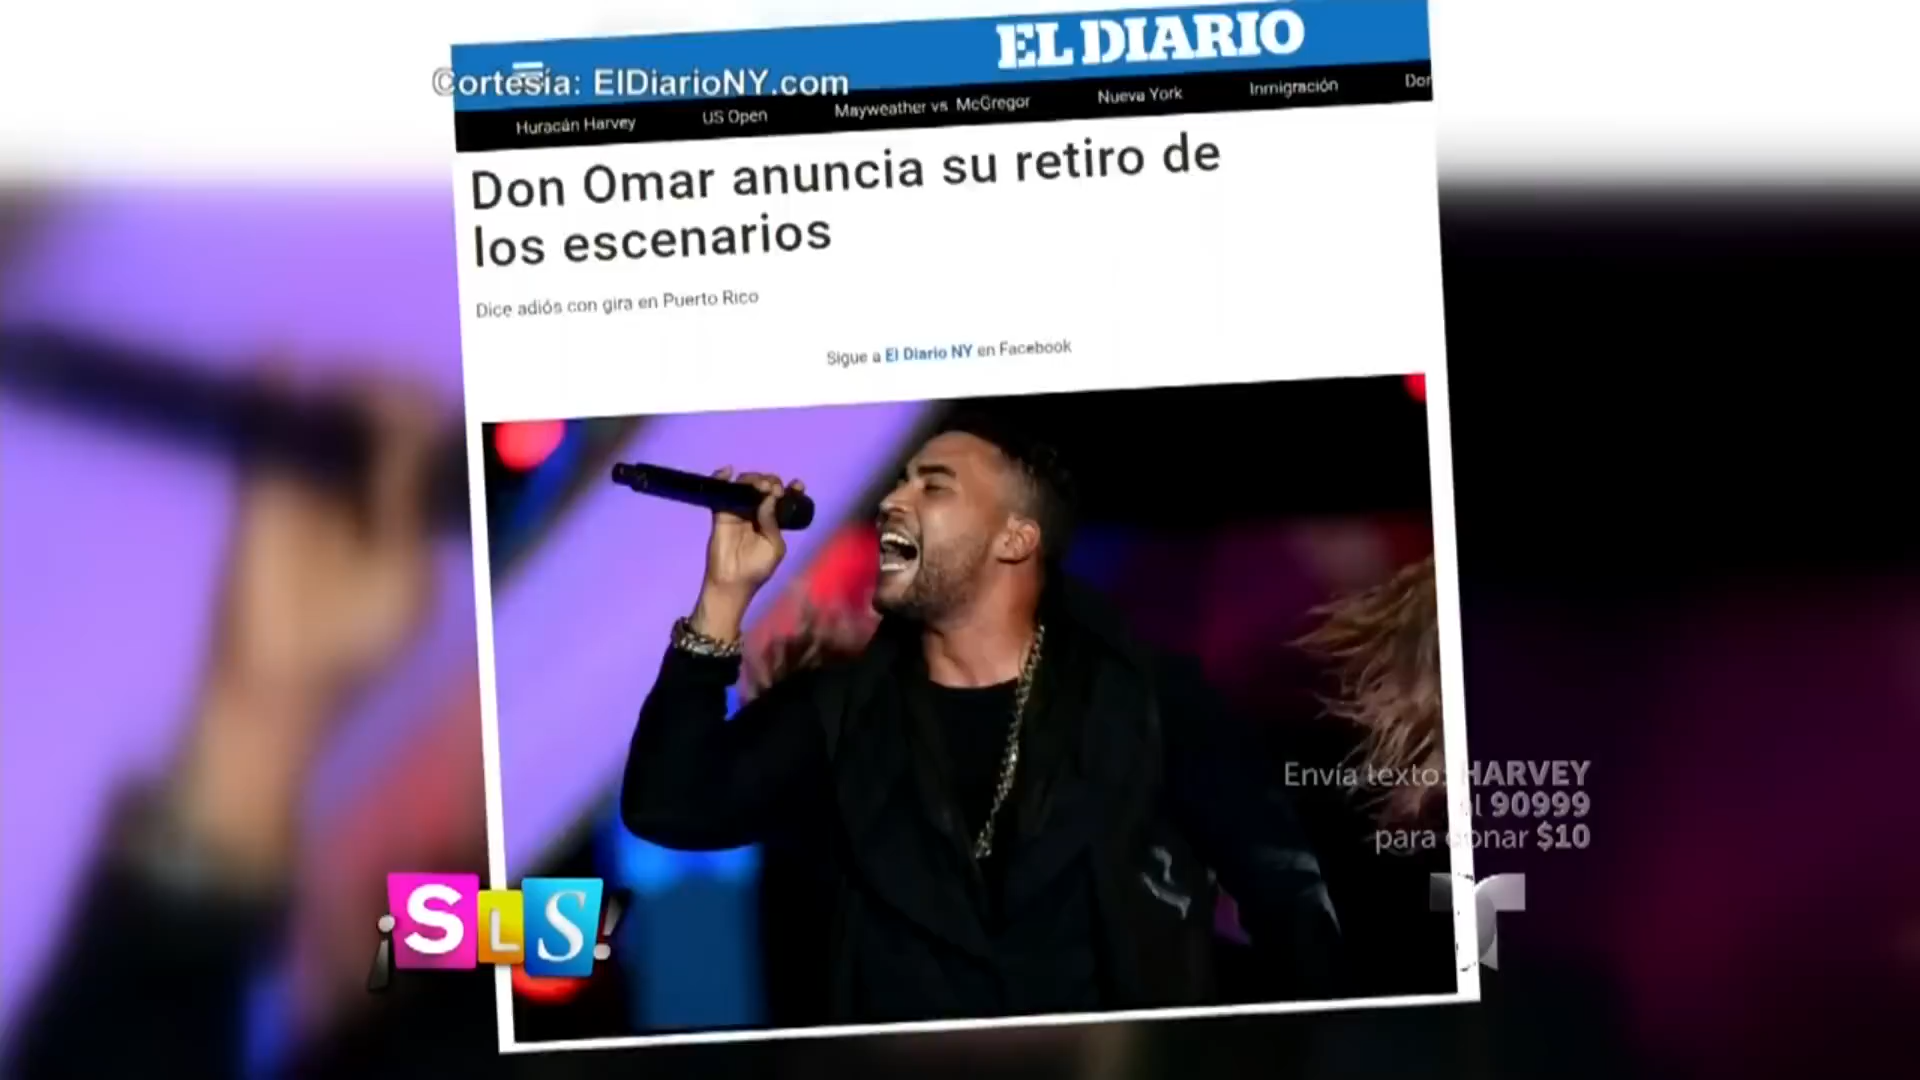 EL DIARIO
Cortesía: ElDiarioNY.com
Huracán Harvey US Open Mayweather vs McGregor Nueva York Inmigración Dor
Don Omar anuncia su retiro de
los escenarios
Dice adiós con gira en Puerto Rico
Sigue a El Diario NY en Facebook
Envía texto: HARVEY
al 90999
para donar $10
¡SLS!